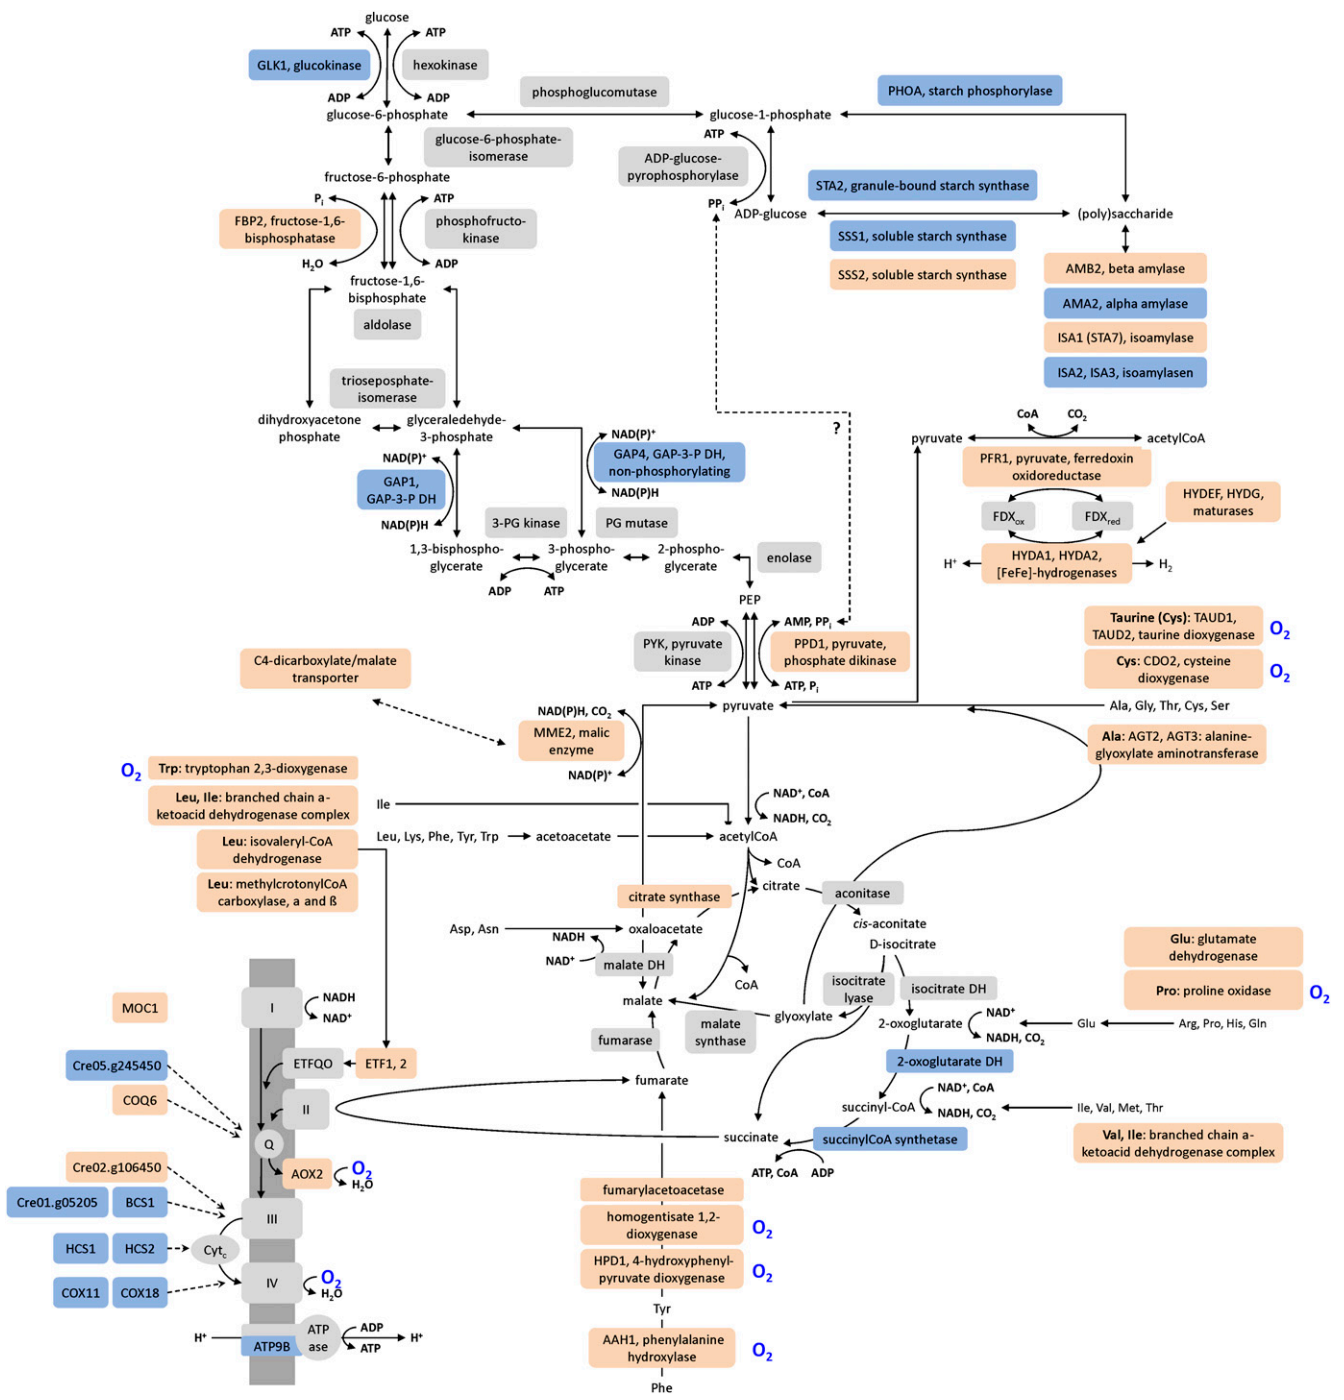 glucose
ATP
ATP
GLK1, glucokinase
hexokinase
ADP
ADP
glucose-6-phosphate
phosphoglucomutase
glucose-1-phosphate
PHOA, starch phosphorylase
glucose-6-phosphate-
isomerase
ATP
ADP-glucose-
pyrophosphorylase
PPi
ADP-glucose
STA2, granule-bound starch synthase
(poly)saccharide
SSS1, soluble starch synthase
SSS2, soluble starch synthase
AMB2, beta amylase
AMA2, alpha amylase
ISA1 (STA7), isoamylase
ISA2, ISA3, isoamylasen
fructose-6-phosphate
Pi
ATP
FBP2, fructose-1,6-
bisphosphatase
phosphofructo-
kinase
H2O
ADP
fructose-1,6-
bisphosphate
aldolase
trioseposphate-
isomerase
dihydroxyacetone
phosphate
glyceraledehyde-
3-phosphate
NAD(P)+
GAP1,
GAP-3-P DH
NAD(P)H
NAD(P)+
GAP4, GAP-3-P DH,
non-phosphorylating
NAD(P)H
?
3-PG kinase
PG mutase
1,3-bisphospho-
glycerate
3-phospho-
glycerate
2-phospho-
glycerate
enolase
ADP
ATP
PEP
pyruvate
CoA
CO2
acetylCoA
PFR1, pyruvate, ferredoxin
oxidoreductase
FDXox
FDXred
HYDEF, HYDG,
maturases
H+
HYDA1, HYDA2,
[FeFe]-hydrogenases
H2
ADP
AMP, PPi
PYK, pyruvate
kinase
PPD1, pyruvate,
phosphate dikinase
ATP
ATP, Pi
Taurine (Cys): TAUD1,
TAUD2, taurine dioxygenase
O2
Cys: CDO2, cysteine
dioxygenase
O2
C4-dicarboxylate/malate
transporter
pyruvate
Ala, Gly, Thr, Cys, Ser
NAD(P)H, CO2
MME2, malic
enzyme
NAD(P)+
Ala: AGT2, AGT3: alanine-
glyoxylate aminotransferase
O2
Trp: tryptophan 2,3-dioxygenase
Leu, Ile: branched chain a-
ketoacid dehydrogenase complex
Leu: isovaleryl-CoA
dehydrogenase
Leu: methylcrotonylCoA
carboxylase, a and ß
Ile
NAD+, CoA
NADH, CO2
Leu, Lys, Phe, Tyr, Trp
acetoacetate
acetylCoA
CoA
citrate
citrate synthase
aconitase
Asp, Asn
oxaloacetate
cis-aconitate
D-isocitrate
NADH
NAD+
malate DH
CoA
malate
isocitrate
lyase
isocitrate DH
glyoxylate
malate
synthase
fumarase
2-oxoglutarate
NAD+
NADH, CO2
Glu
Arg, Pro, His, Gln
Glu: glutamate
dehydrogenase
Pro: proline oxidase
O2
2-oxoglutarate DH
fumarate
NAD+, CoA
succinyl-CoA
NADH, CO2
Ile, Val, Met, Thr
Val, Ile: branched chain a-
ketoacid dehydrogenase complex
succinate
succinylCoA synthetase
ATP, CoA
ADP
MOC1
I
NADH
NAD+
Cre05.g245450
ETFQO
ETF1, 2
COQ6
II
Q
Cre02.g106450
AOX2
O2
H2O
Cre01.g05205
BCS1
III
HCS1
HCS2
Cytc
COX11
COX18
IV
O2
H2O
H+
ATP9B
ATP
ase
ADP
ATP
H+
fumarylacetoacetase
homogentisate 1,2-
dioxygenase
O2
HPD1, 4-hydroxyphenyl-
pyruvate dioxygenase
O2
Tyr
AAH1, phenylalanine
hydroxylase
O2
Phe